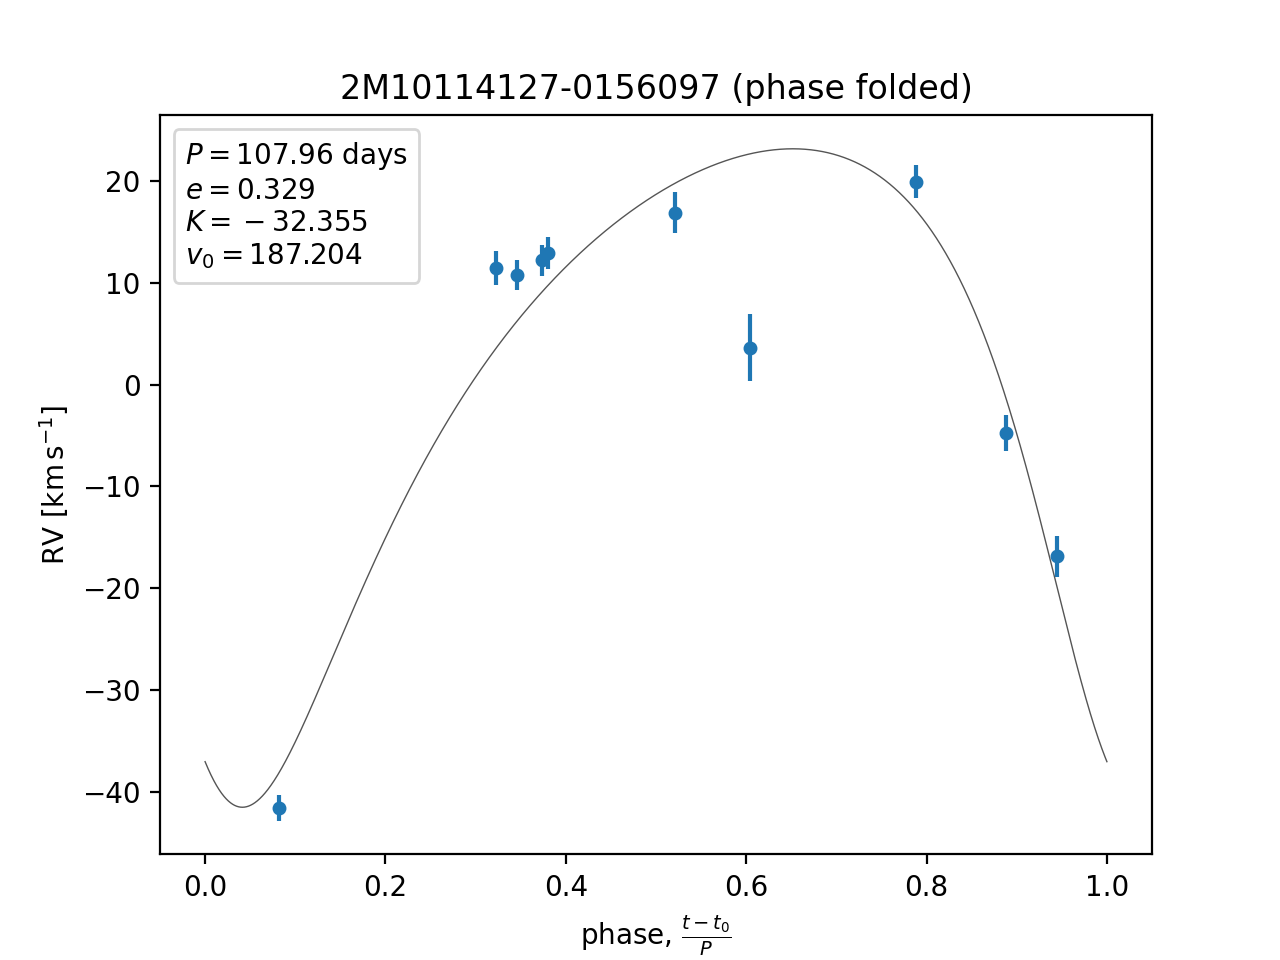 2M10114127-0156097 (phase folded)
P = 107.96 days
e = 0.329
K = −32.355
v₀ = 187.204
RV [km s⁻¹]
20
10
0
−10
−20
−30
−40
0.0 0.2 0.4 0.6 0.8 1.0
phase, (t − t₀)/P